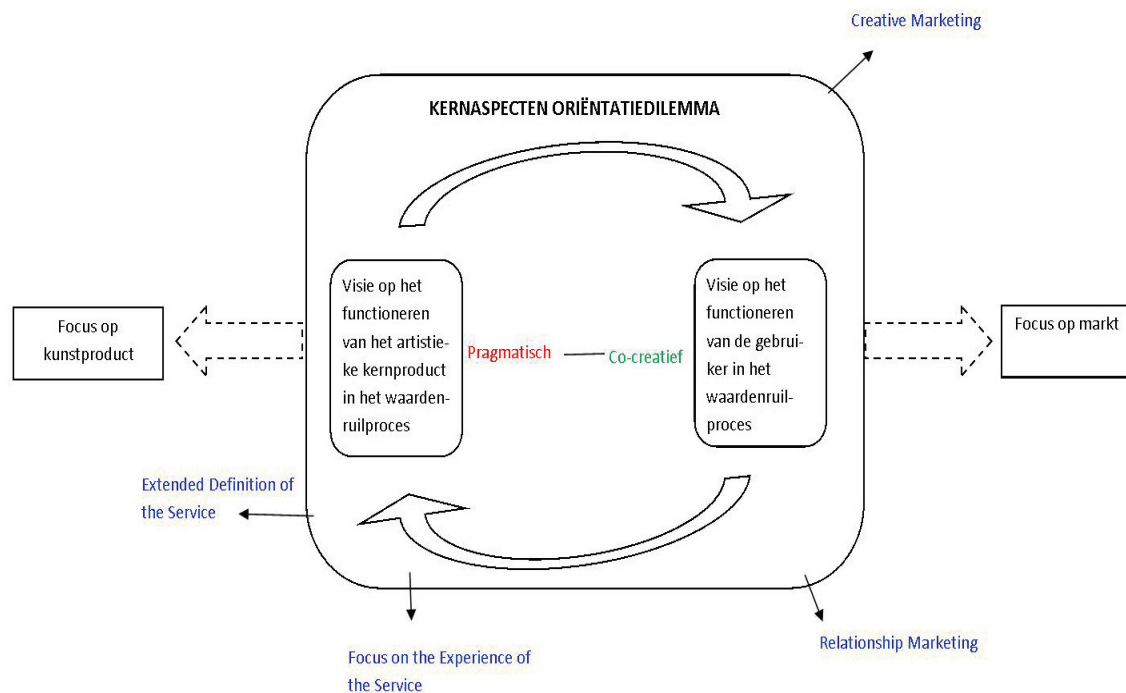 Creative Marketing
KERNASPECTEN ORIËNTATIEDILEMMA
Focus op
kunstproduct
Visie op het
functioneren
van het artistie-
ke kernproduct
in het waarden-
ruilproces
Pragmatisch
Co-creatief
Visie op het
functioneren
van de gebrui-
ker in het
waardenruil-
proces
Focus op markt
Extended Definition of
the Service
Focus on the Experience of
the Service
Relationship Marketing